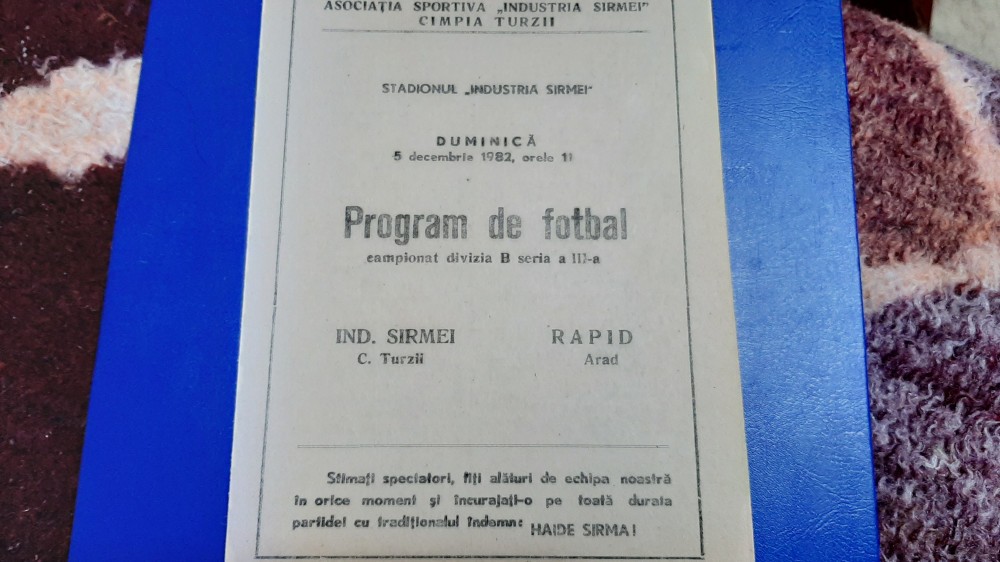 ASOCIAȚIA SPORTIVA „INDUSTRIA SIRMEI"
CIMPIA TURZII
STADIONUL „INDUSTRIA SIRMEI"
DUMINICĂ
5 decembrie 1982, orele 11
Program de fotbal
campionat divizia B seria a III-a
IND. SIRMEI RAPID
C. Turzii Arad
Stimați spectatori, fiți alături de echipa noastră
în orice moment și încurajați-o pe toată durata
partidei cu tradiționalul îndemn: HAIDE SIRMA!